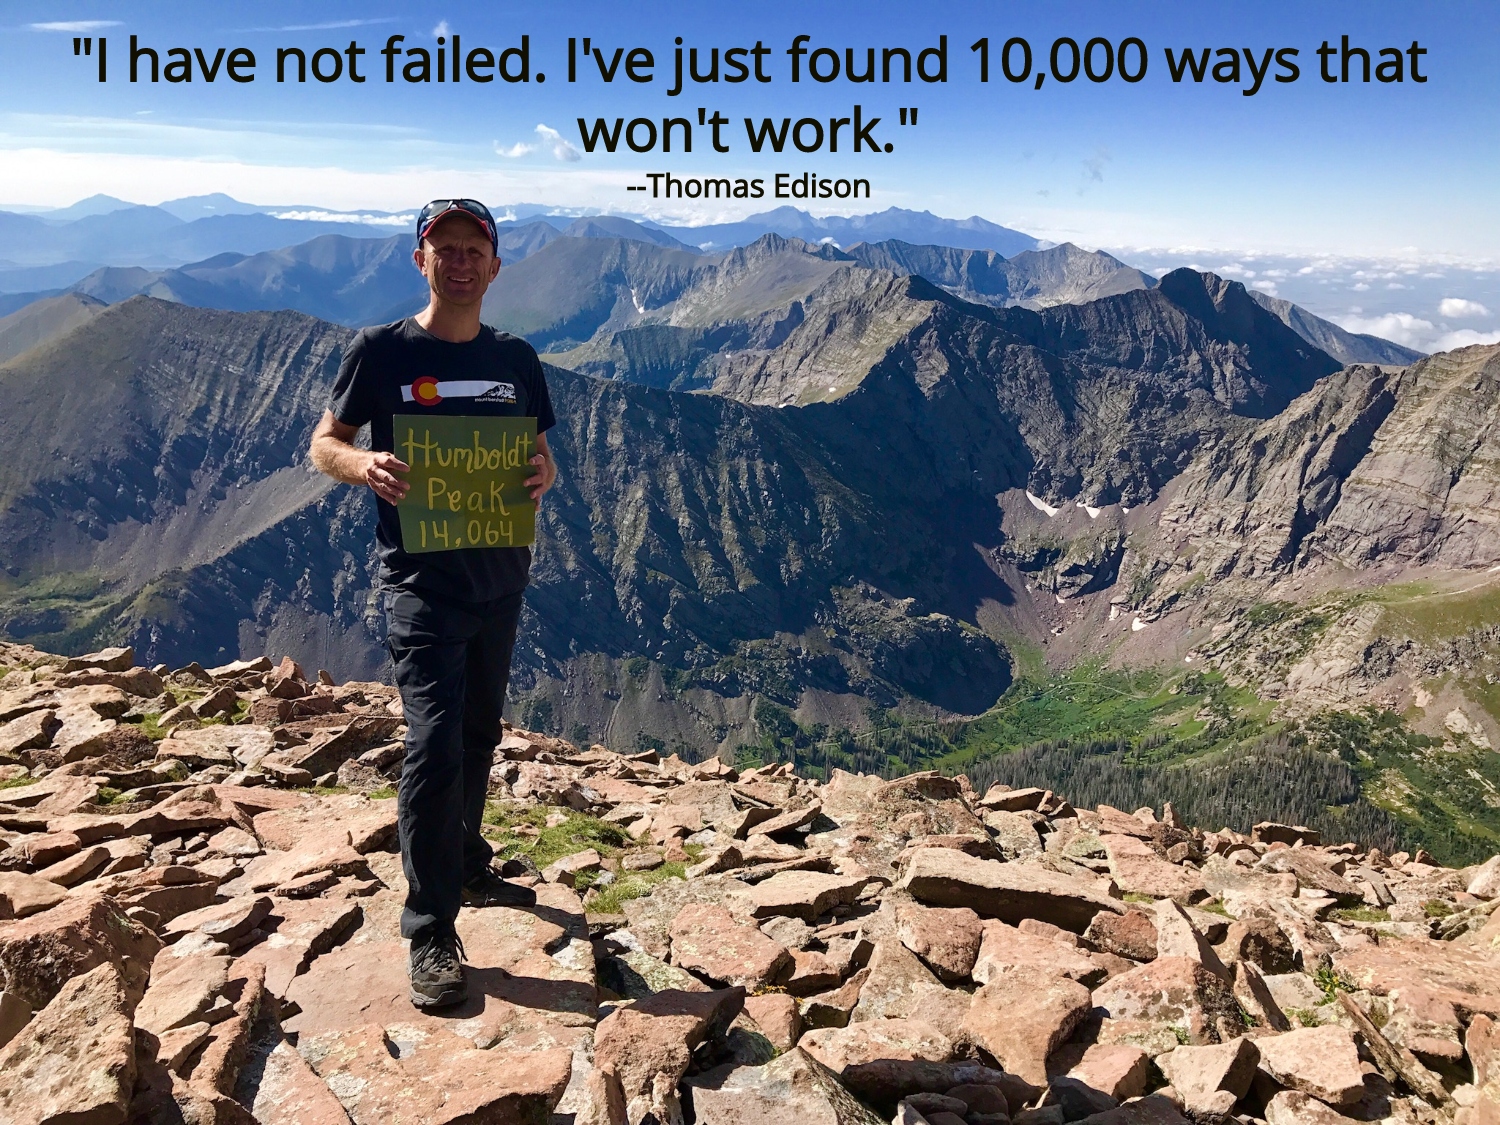 "I have not failed. I've just found 10,000 ways that
won't work."
--Thomas Edison
Humboldt
Peak
14,064